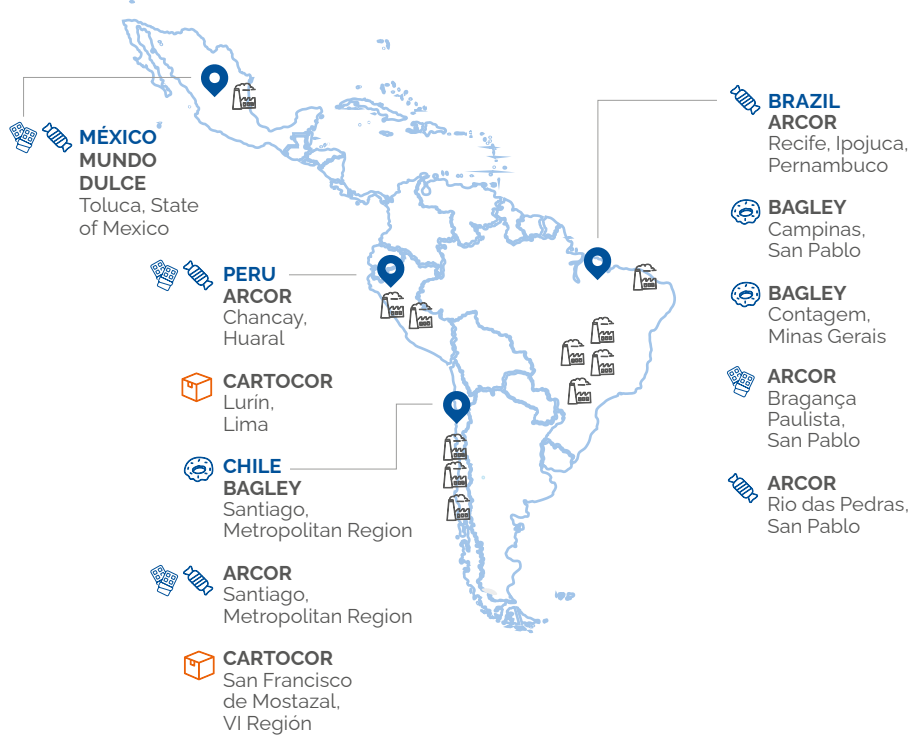 MÉXICO
MUNDO
DULCE
Toluca, State
of Mexico
PERU
ARCOR
Chancay,
Huaral
CARTOCOR
Lurín,
Lima
CHILE
BAGLEY
Santiago,
Metropolitan Region
ARCOR
Santiago,
Metropolitan Region
CARTOCOR
San Francisco
de Mostazal,
VI Región
BRAZIL
ARCOR
Recife, Ipojuca,
Pernambuco
BAGLEY
Campinas,
San Pablo
BAGLEY
Contagem,
Minas Gerais
ARCOR
Bragança
Paulista,
San Pablo
ARCOR
Rio das Pedras,
San Pablo